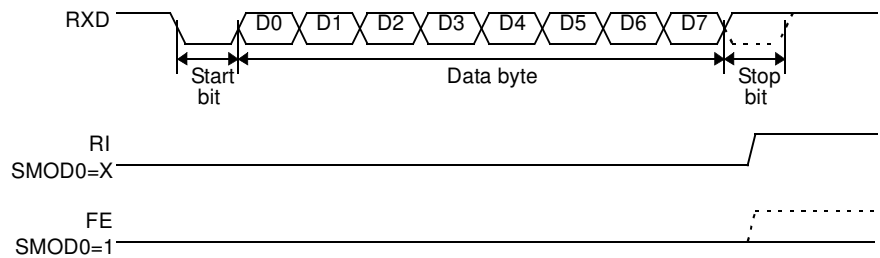 RXD D0 D1 D2 D3 D4 D5 D6 D7
Start bit Data byte Stop bit
RI
SMOD0=X
FE
SMOD0=1